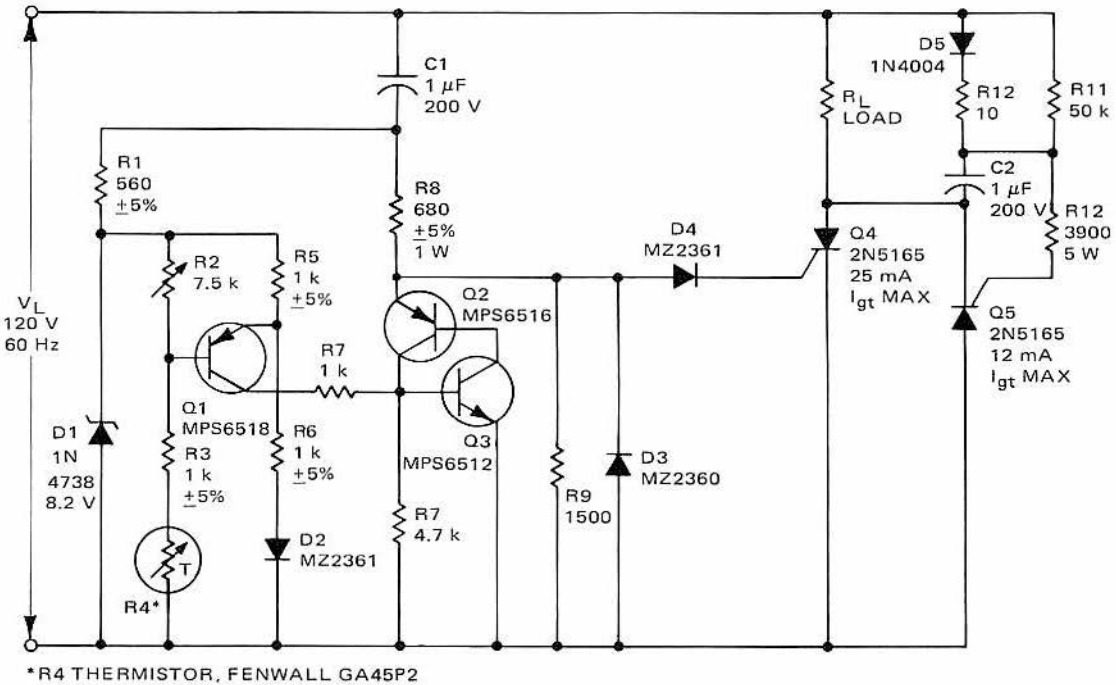 C1
1 µF
200 V
D5
1N4004
R12
10
R11
50 k
RL
LOAD
R1
560
±5%
R8
680
±5%
1 W
C2
1 µF
200 V
R12
3900
5 W
D4
MZ2361
Q4
2N5165
25 mA
Igt MAX
R2
7.5 k
R5
1 k
±5%
VL
120 V
60 Hz
Q2
MPS6516
Q5
2N5165
12 mA
Igt MAX
R7
1 k
Q1
MPS6518
D1
1N
4738
8.2 V
R3
1 k
±5%
R6
1 k
±5%
Q3
MPS6512
D3
MZ2360
R9
1500
R7
4.7 k
D2
MZ2361
T
R4*
*R4 THERMISTOR, FENWALL GA45P2